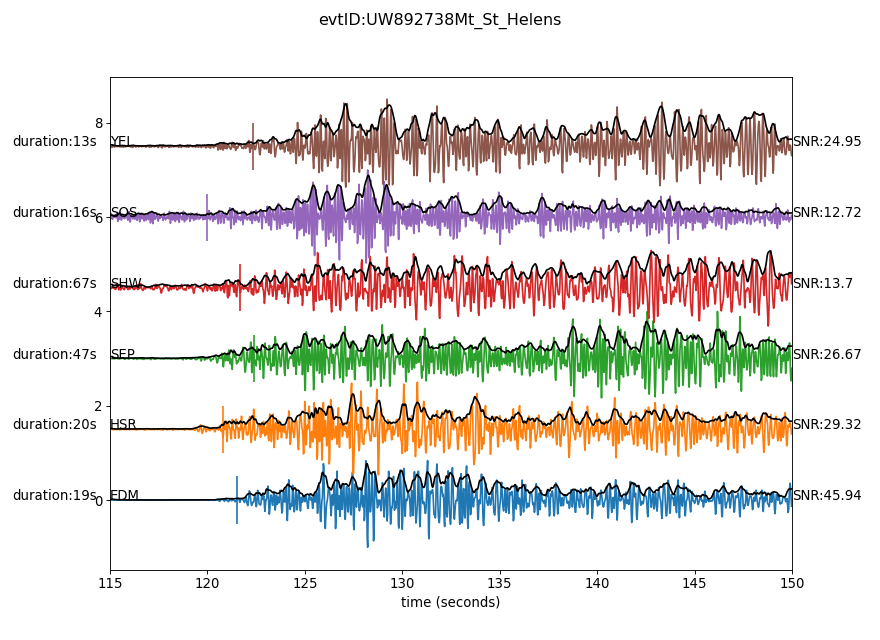 evtID:UW892738Mt_St_Helens
8
duration:13s YEL SNR:24.95
duration:16s SOS SNR:12.72
6
duration:67s SHW SNR:13.7
4
duration:47s SEP SNR:26.67
2
duration:20s HSR SNR:29.32
duration:19s EDM SNR:45.94
0
115 120 125 130 135 140 145 150
time (seconds)